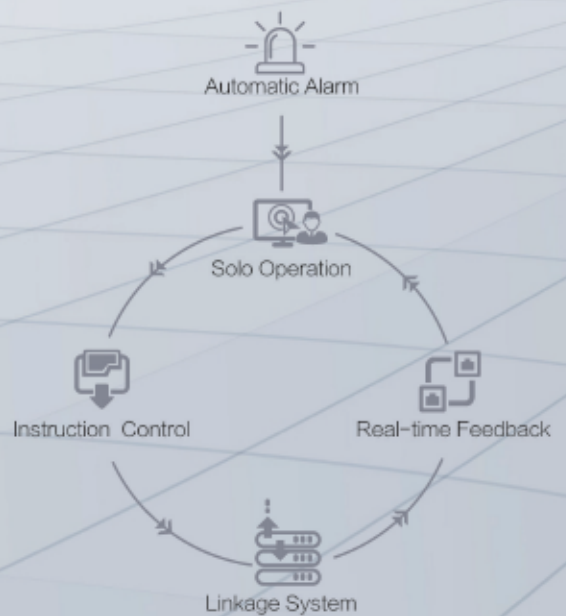 Automatic Alarm
Solo Operation
Instruction Control
Real-time Feedback
Linkage System